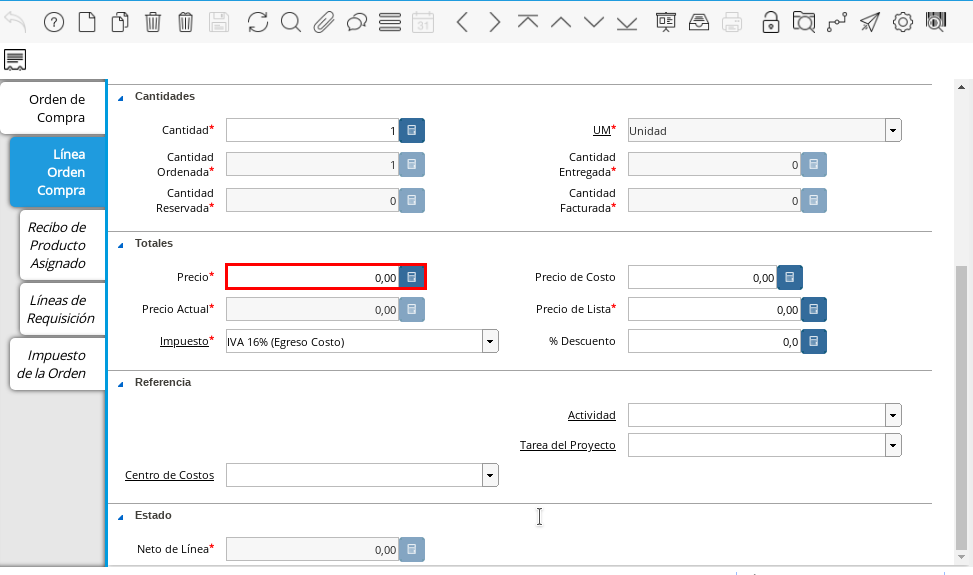 ?
31
Orden de
Compra
Línea
Orden
Compra
Recibo de
Producto
Asignado
Líneas de
Requisición
Impuesto
de la Orden
Cantidades
Cantidad* 1
UM* Unidad
Cantidad
Ordenada* 1
Cantidad
Entregada* 0
Cantidad
Reservada* 0
Cantidad
Facturada* 0
Totales
Precio* 0,00
Precio de Costo 0,00
Precio Actual* 0,00
Precio de Lista* 0,00
Impuesto* IVA 16% (Egreso Costo)
% Descuento 0,0
Referencia
Actividad
Tarea del Proyecto
Centro de Costos
Estado
Neto de Línea* 0,00